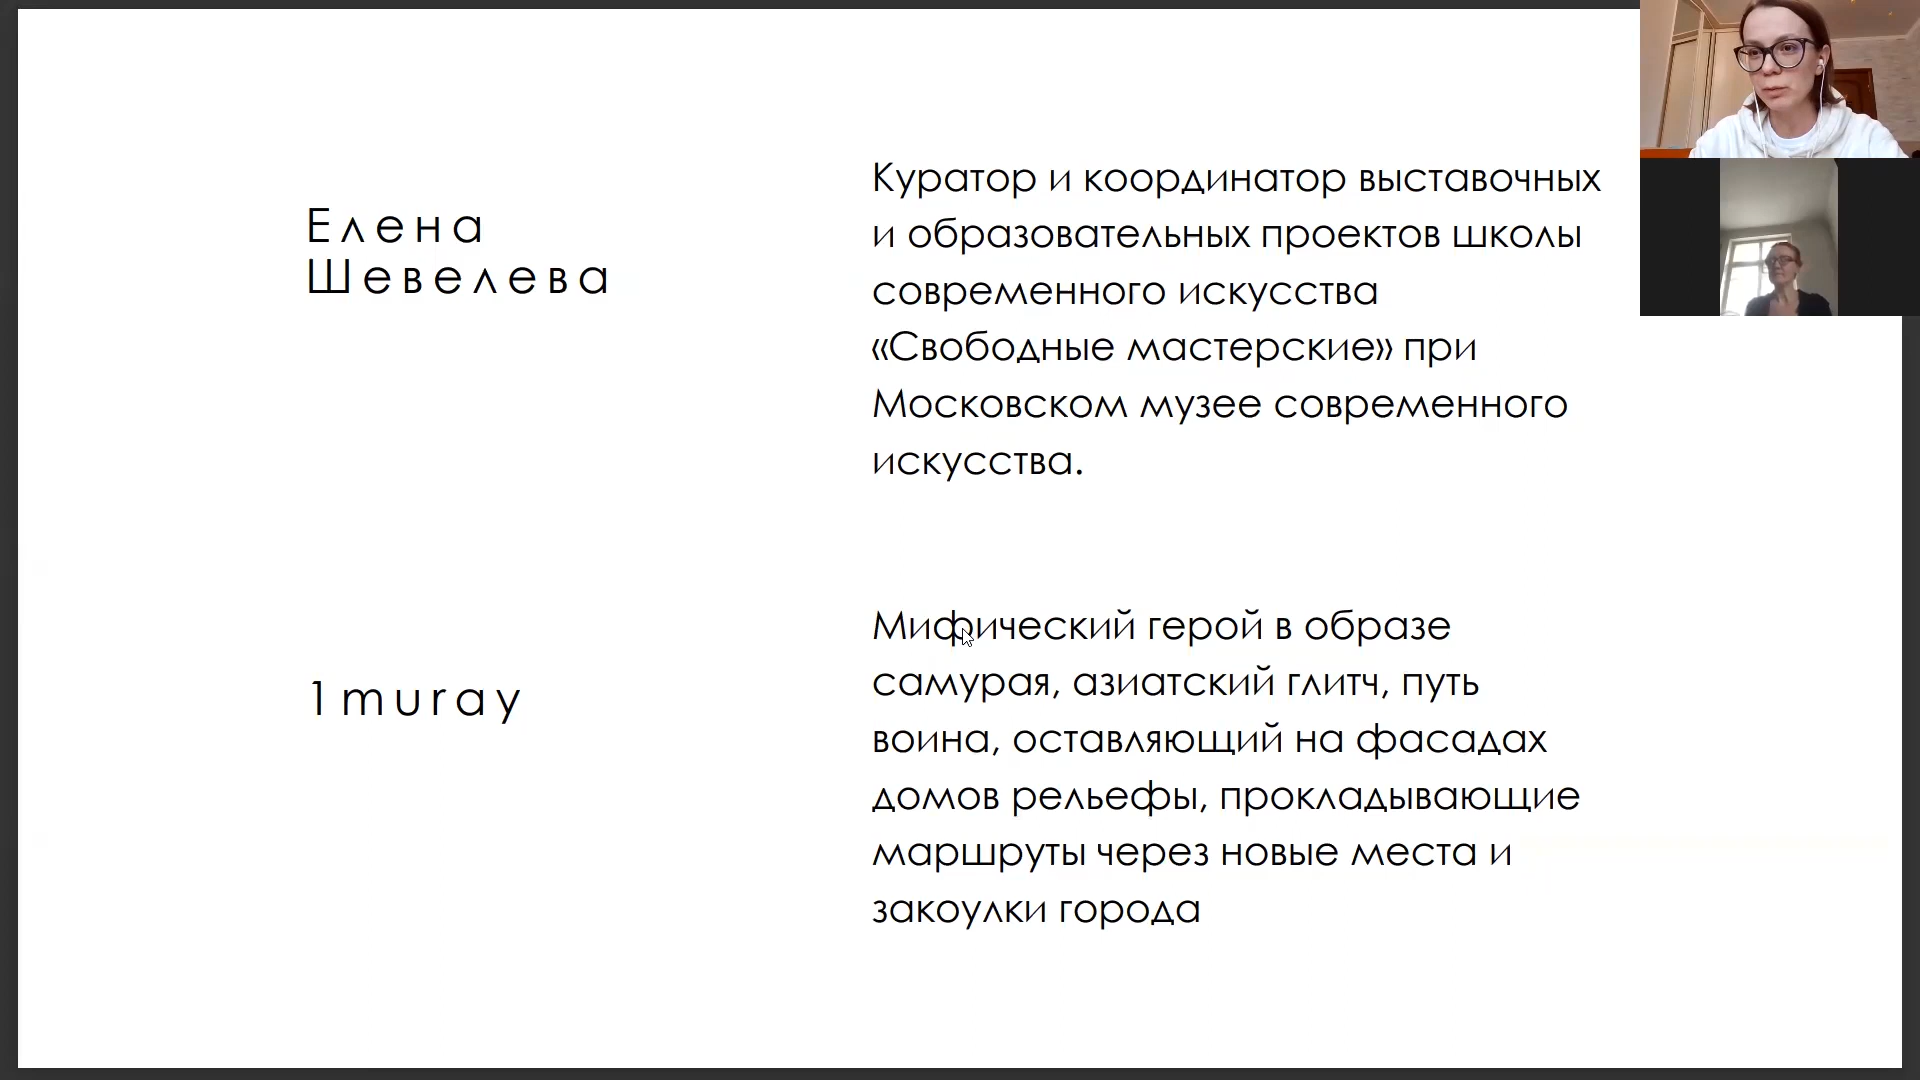 Елена
Шевелева
Куратор и координатор выставочных
и образовательных проектов школы
современного искусства
«Свободные мастерские» при
Московском музее современного
искусства.
1muray
Мифический герой в образе
самурая, азиатский глитч, путь
воина, оставляющий на фасадах
домов рельефы, прокладывающие
маршруты через новые места и
закоулки города